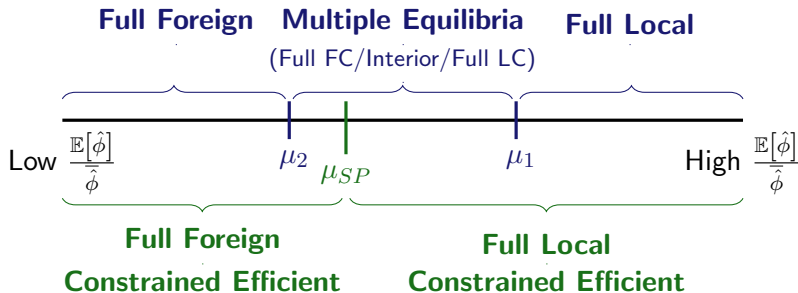 Full Foreign Multiple Equilibria Full Local
(Full FC/Interior/Full LC)
Low 𝔼[φ̂]/φ̿̂ μ₂ μ_SP μ₁ High 𝔼[φ̂]/φ̿̂
Full Foreign Full Local
Constrained Efficient Constrained Efficient